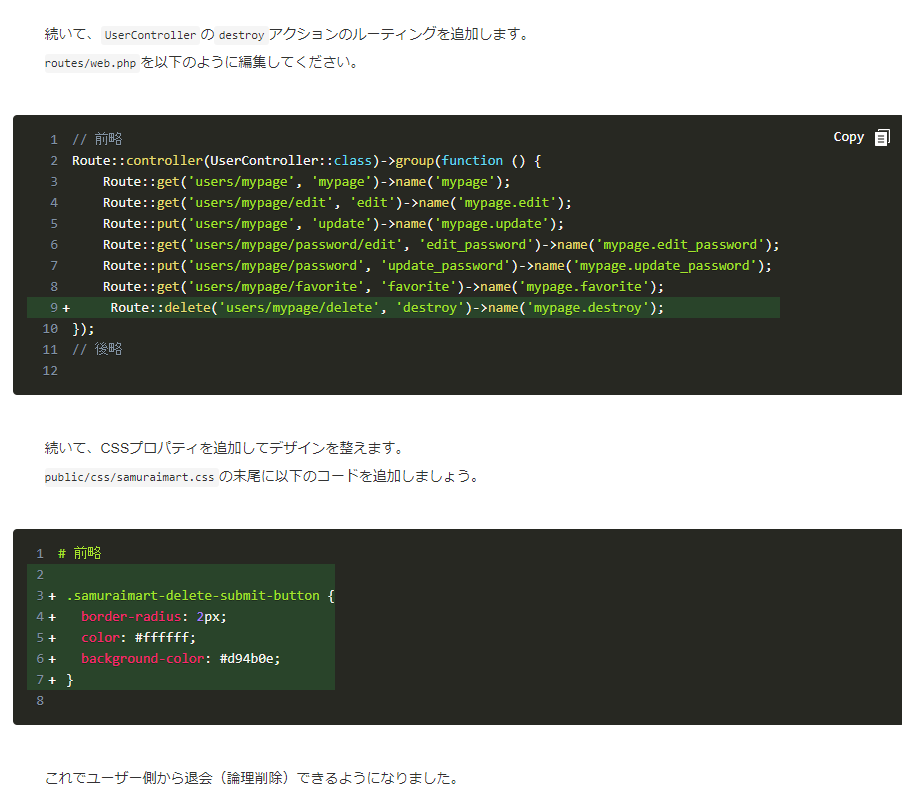 続いて、 UserController の destroy アクションのルーティングを追加します。
routes/web.php を以下のように編集してください。
Copy
1 // 前略
2 Route::controller(UserController::class)->group(function () {
3     Route::get('users/mypage', 'mypage')->name('mypage');
4     Route::get('users/mypage/edit', 'edit')->name('mypage.edit');
5     Route::put('users/mypage', 'update')->name('mypage.update');
6     Route::get('users/mypage/password/edit', 'edit_password')->name('mypage.edit_password');
7     Route::put('users/mypage/password', 'update_password')->name('mypage.update_password');
8     Route::get('users/mypage/favorite', 'favorite')->name('mypage.favorite');
9 +     Route::delete('users/mypage/delete', 'destroy')->name('mypage.destroy');
10 });
11 // 後略
12
続いて、CSSプロパティを追加してデザインを整えます。
public/css/samuraimart.css の末尾に以下のコードを追加しましょう。
1 # 前略
2
3 + .samuraimart-delete-submit-button {
4 +   border-radius: 2px;
5 +   color: #ffffff;
6 +   background-color: #d94b0e;
7 + }
8
これでユーザー側から退会（論理削除）できるようになりました。